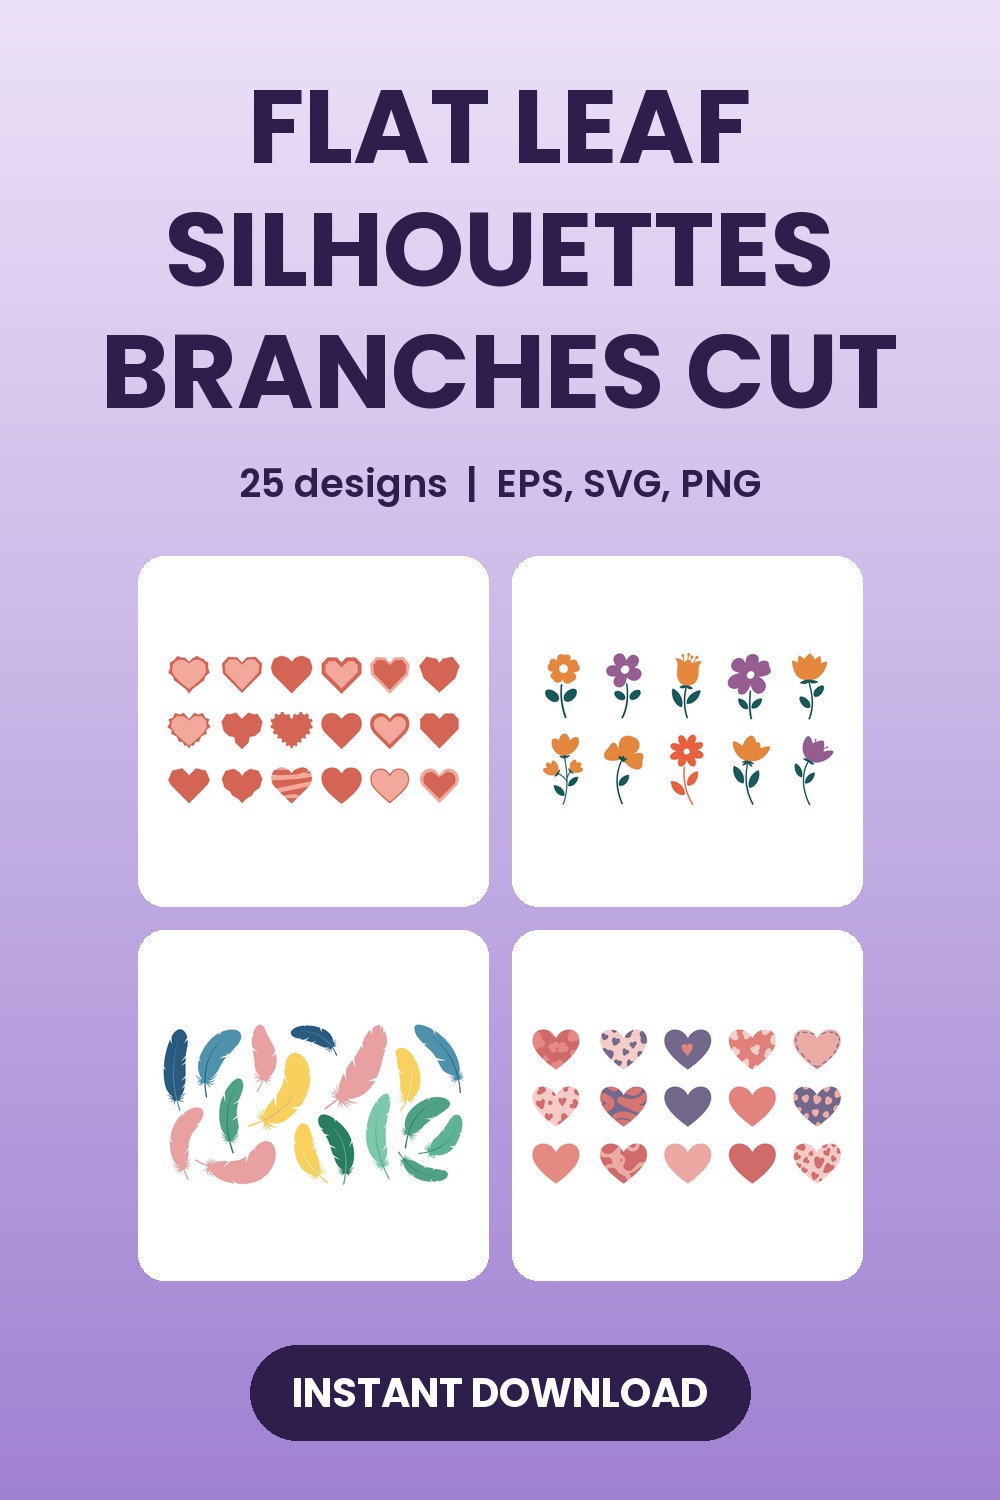 FLAT LEAF
SILHOUETTES
BRANCHES CUT
25 designs | EPS, SVG, PNG
INSTANT DOWNLOAD